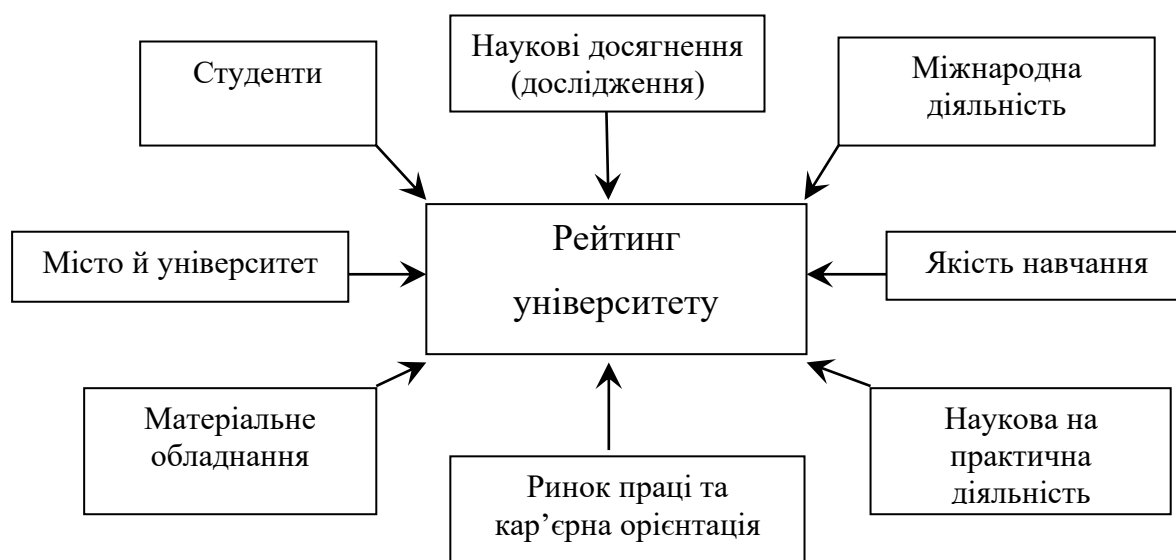 Студенти
Наукові досягнення
(дослідження)
Міжнародна
діяльність
Місто й університет
Рейтинг
університету
Якість навчання
Матеріальне
обладнання
Ринок праці та
кар’єрна орієнтація
Наукова на
практична
діяльність